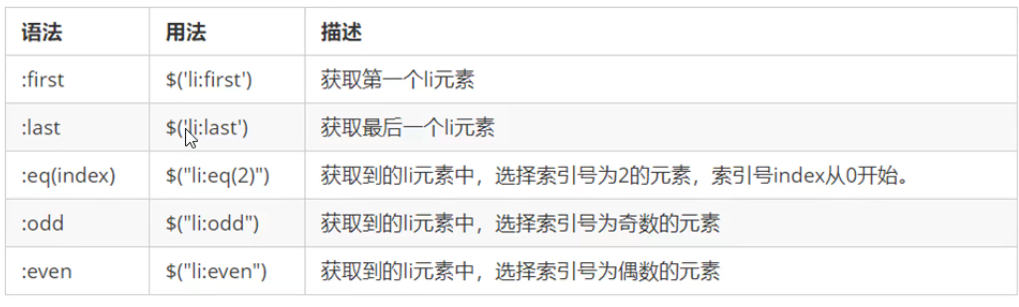 语法 用法 描述
:first $('li:first') 获取第一个li元素
:last $('li:last') 获取最后一个li元素
:eq(index) $("li:eq(2)") 获取到的li元素中，选择索引号为2的元素，索引号index从0开始。
:odd $("li:odd") 获取到的li元素中，选择索引号为奇数的元素
:even $("li:even") 获取到的li元素中，选择索引号为偶数的元素